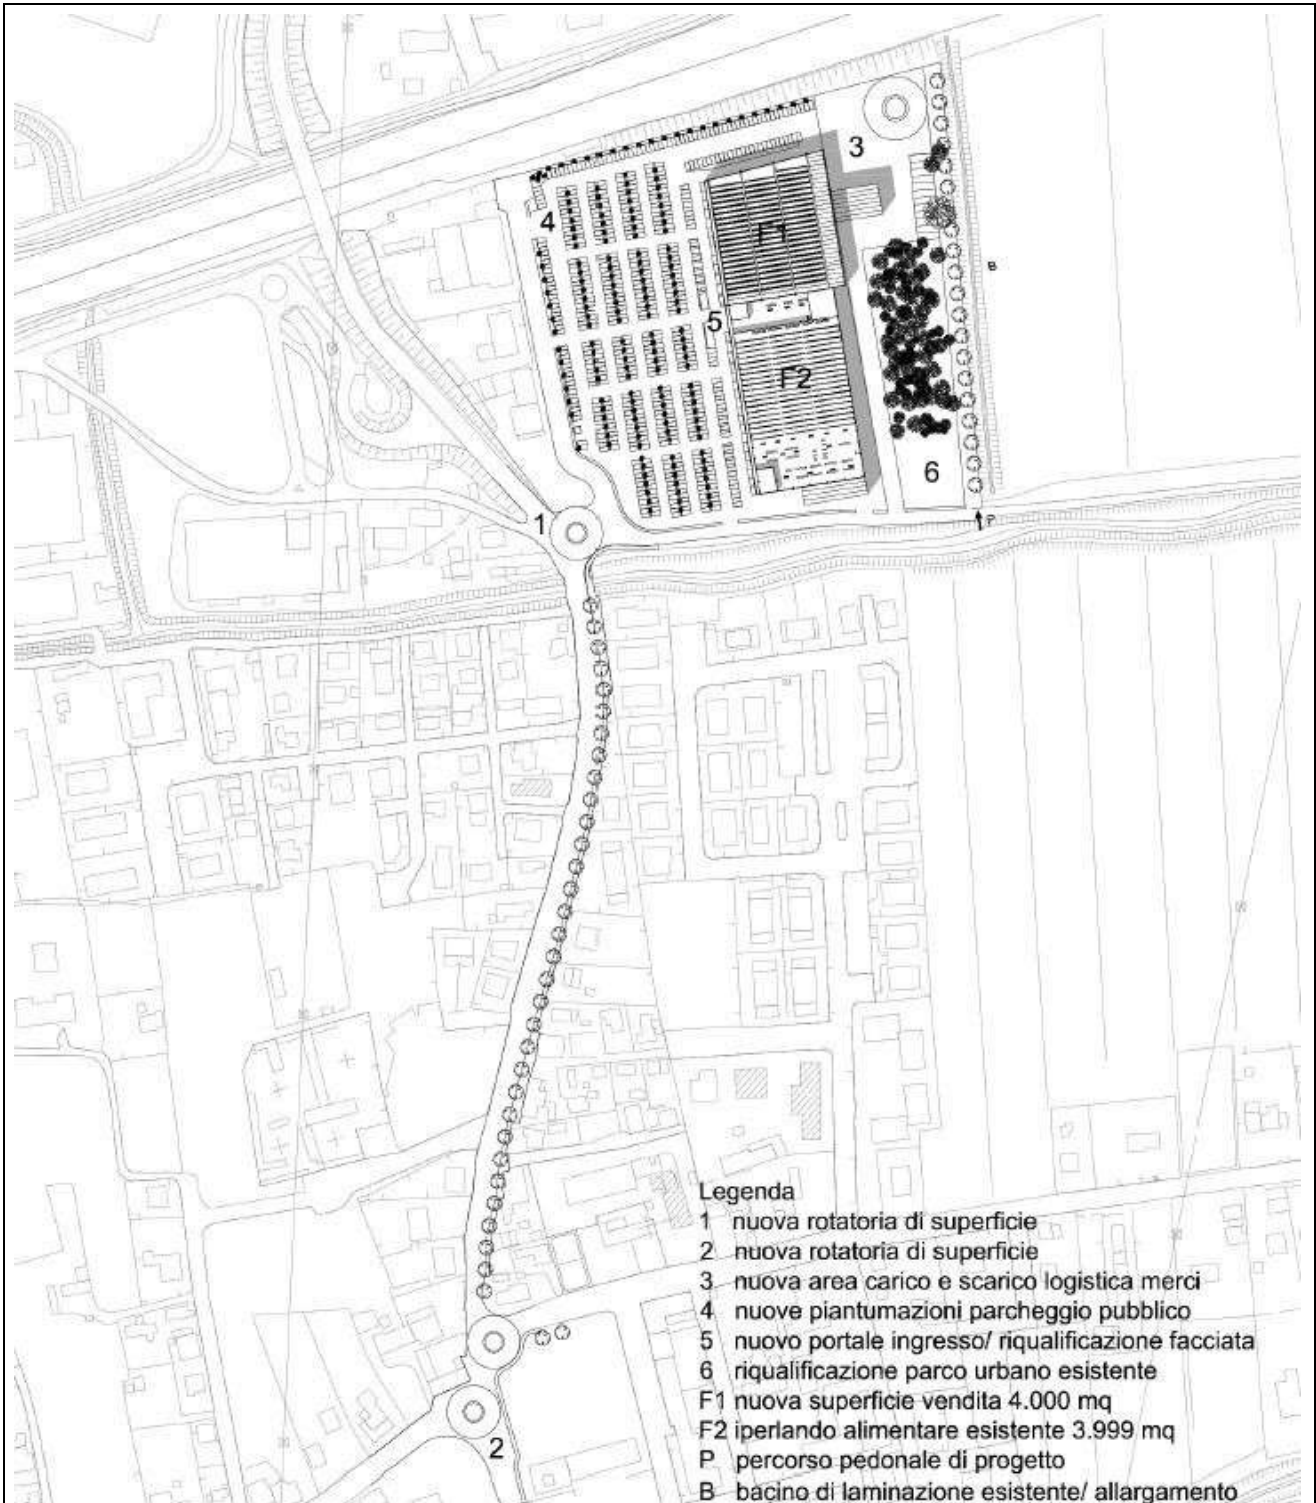 3
4
F1
B
5
F2
6
1
P
Legenda
1 nuova rotatoria di superficie
2 nuova rotatoria di superficie
3 nuova area carico e scarico logistica merci
4 nuove piantumazioni parcheggio pubblico
5 nuovo portale ingresso/ riqualificazione facciata
6 riqualificazione parco urbano esistente
F1 nuova superficie vendita 4.000 mq
F2 iperlando alimentare esistente 3.999 mq
2
P percorso pedonale di progetto
B bacino di laminazione esistente/ allargamento